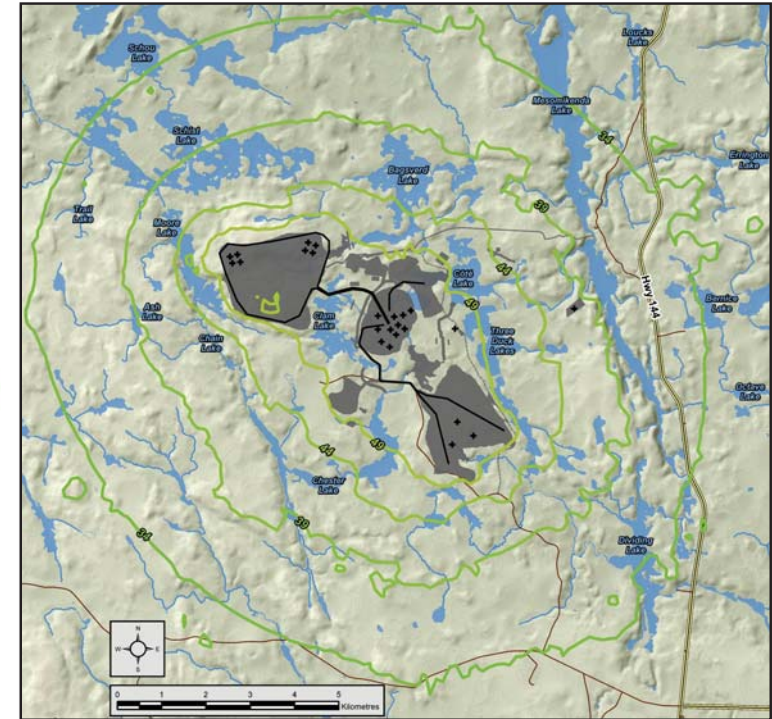 Schou
Lake
Loucks
Lake
Mesomikenda
Lake
Schist
Lake
34
Errington
Lake
Bagsverd
Lake
Trail
Lake
39
Moore
Lake
44
Côté
Lake
Hwy 144
Bernice
Lake
49
Ash
Lake
Clam
Lake
Chain
Lake
Three
Duck
Lakes
Octave
Lake
44
49
Chester
Lake
39
34
Dividing
Lake
N
W
E
S
0 1 2 3 4 5
Kilometres